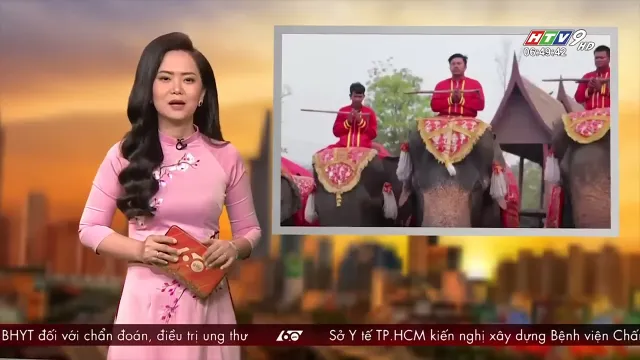 HTV9 HD
06:49:42
BHYT đối với chẩn đoán, điều trị ung thư
Sở Y tế TP.HCM kiến nghị xây dựng Bệnh viện Chấ